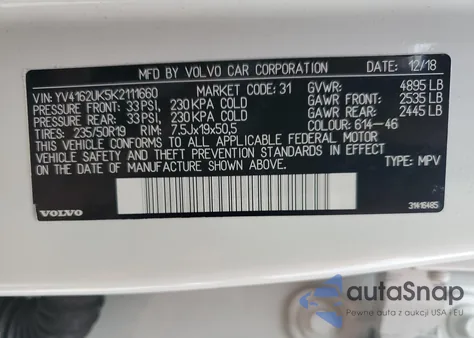 MFD BY VOLVO CAR CORPORATION DATE: 12/18
VIN: YV4162UK5K2111660 MARKET CODE: 31 GVWR: 4895 LB
PRESSURE FRONT: 33 PSI, 230 KPA COLD GAWR FRONT: 2535 LB
PRESSURE REAR: 33 PSI, 230 KPA COLD GAWR REAR: 2445 LB
TIRES: 235/50R19 RIM: 7.5Jx19x50,5 COLOUR: 614-46
THIS VEHICLE CONFORMS TO ALL APPLICABLE FEDERAL MOTOR
VEHICLE SAFETY AND THEFT PREVENTION STANDARDS IN EFFECT
ON THE DATE OF MANUFACTURE SHOWN ABOVE. TYPE: MPV
VOLVO 31416485
autaSnap
Pewne auta z aukcji USA i EU